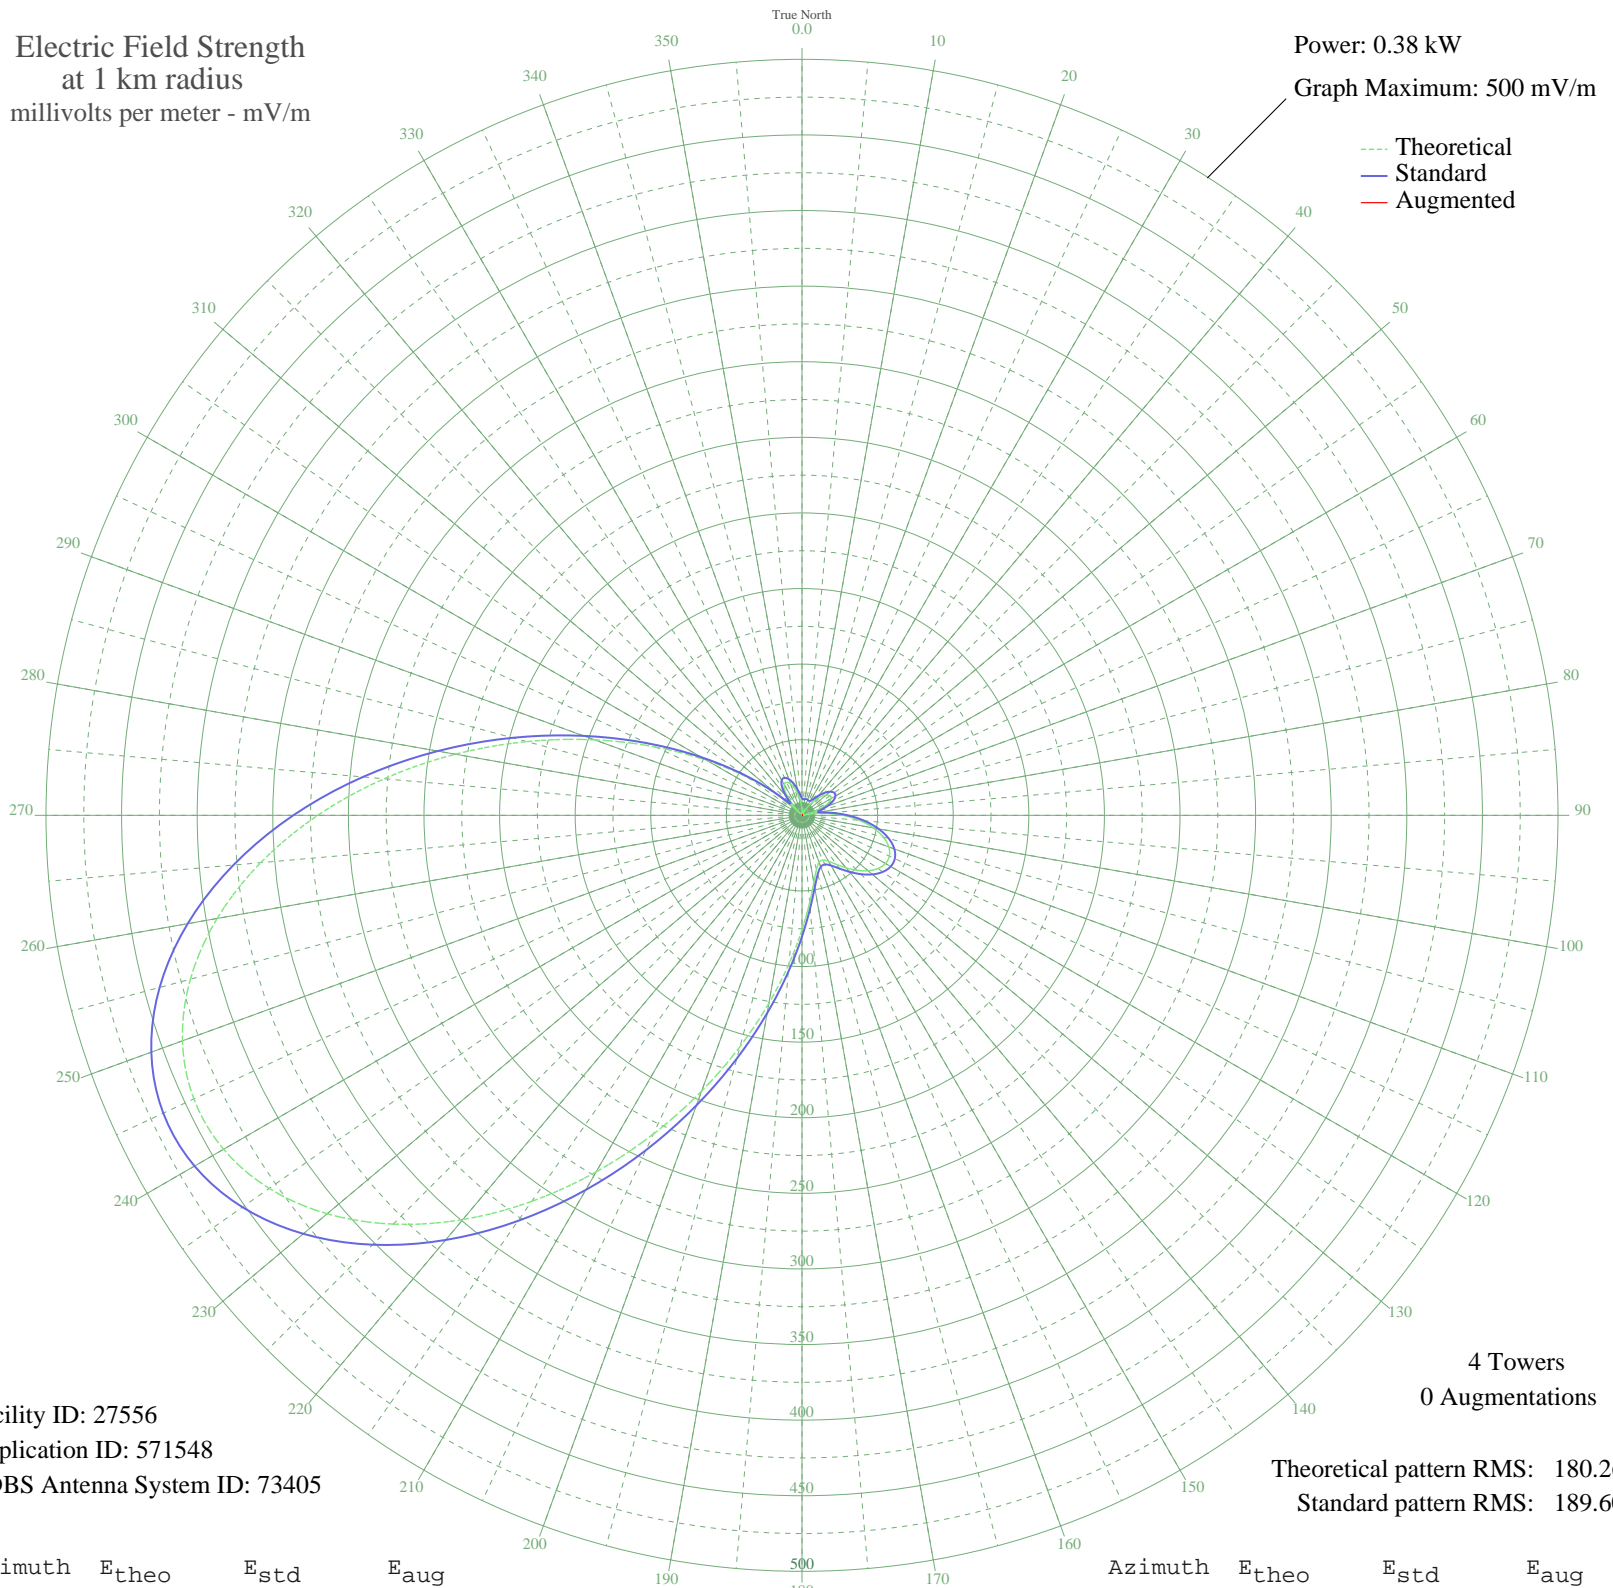 True North
Electric Field Strength
at 1 km radius
millivolts per meter - mV/m
Power: 0.38 kW
Graph Maximum: 500 mV/m
Theoretical
Standard
Augmented
0.0
10
20
30
40
50
60
70
80
90
100
110
120
130
140
150
160
170
190
200
210
220
230
240
250
260
270
280
290
300
310
320
330
340
350
100
150
200
250
300
350
400
450
500
4 Towers
0 Augmentations
cility ID: 27556
plication ID: 571548
DBS Antenna System ID: 73405
Theoretical pattern RMS: 180.2
Standard pattern RMS: 189.6
imuth Etheo Estd Eaug
Azimuth Etheo Estd Eaug